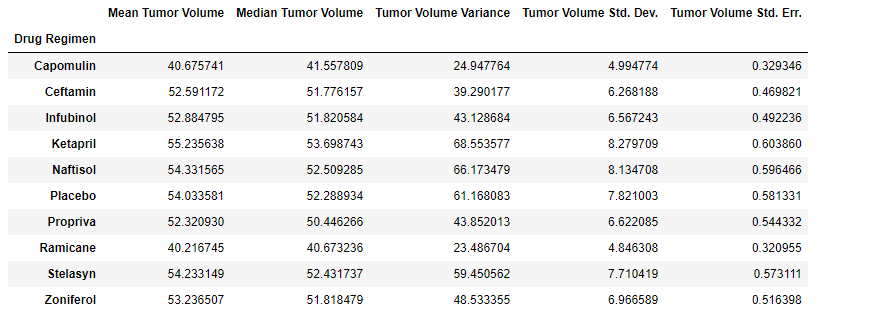 Mean Tumor Volume Median Tumor Volume Tumor Volume Variance Tumor Volume Std. Dev. Tumor Volume Std. Err.
Drug Regimen
Capomulin 40.675741 41.557809 24.947764 4.994774 0.329346
Ceftamin 52.591172 51.776157 39.290177 6.268188 0.469821
Infubinol 52.884795 51.820584 43.128684 6.567243 0.492236
Ketapril 55.235638 53.698743 68.553577 8.279709 0.603860
Naftisol 54.331565 52.509285 66.173479 8.134708 0.596466
Placebo 54.033581 52.288934 61.168083 7.821003 0.581331
Propriva 52.320930 50.446266 43.852013 6.622085 0.544332
Ramicane 40.216745 40.673236 23.486704 4.846308 0.320955
Stelasyn 54.233149 52.431737 59.450562 7.710419 0.573111
Zoniferol 53.236507 51.818479 48.533355 6.966589 0.516398